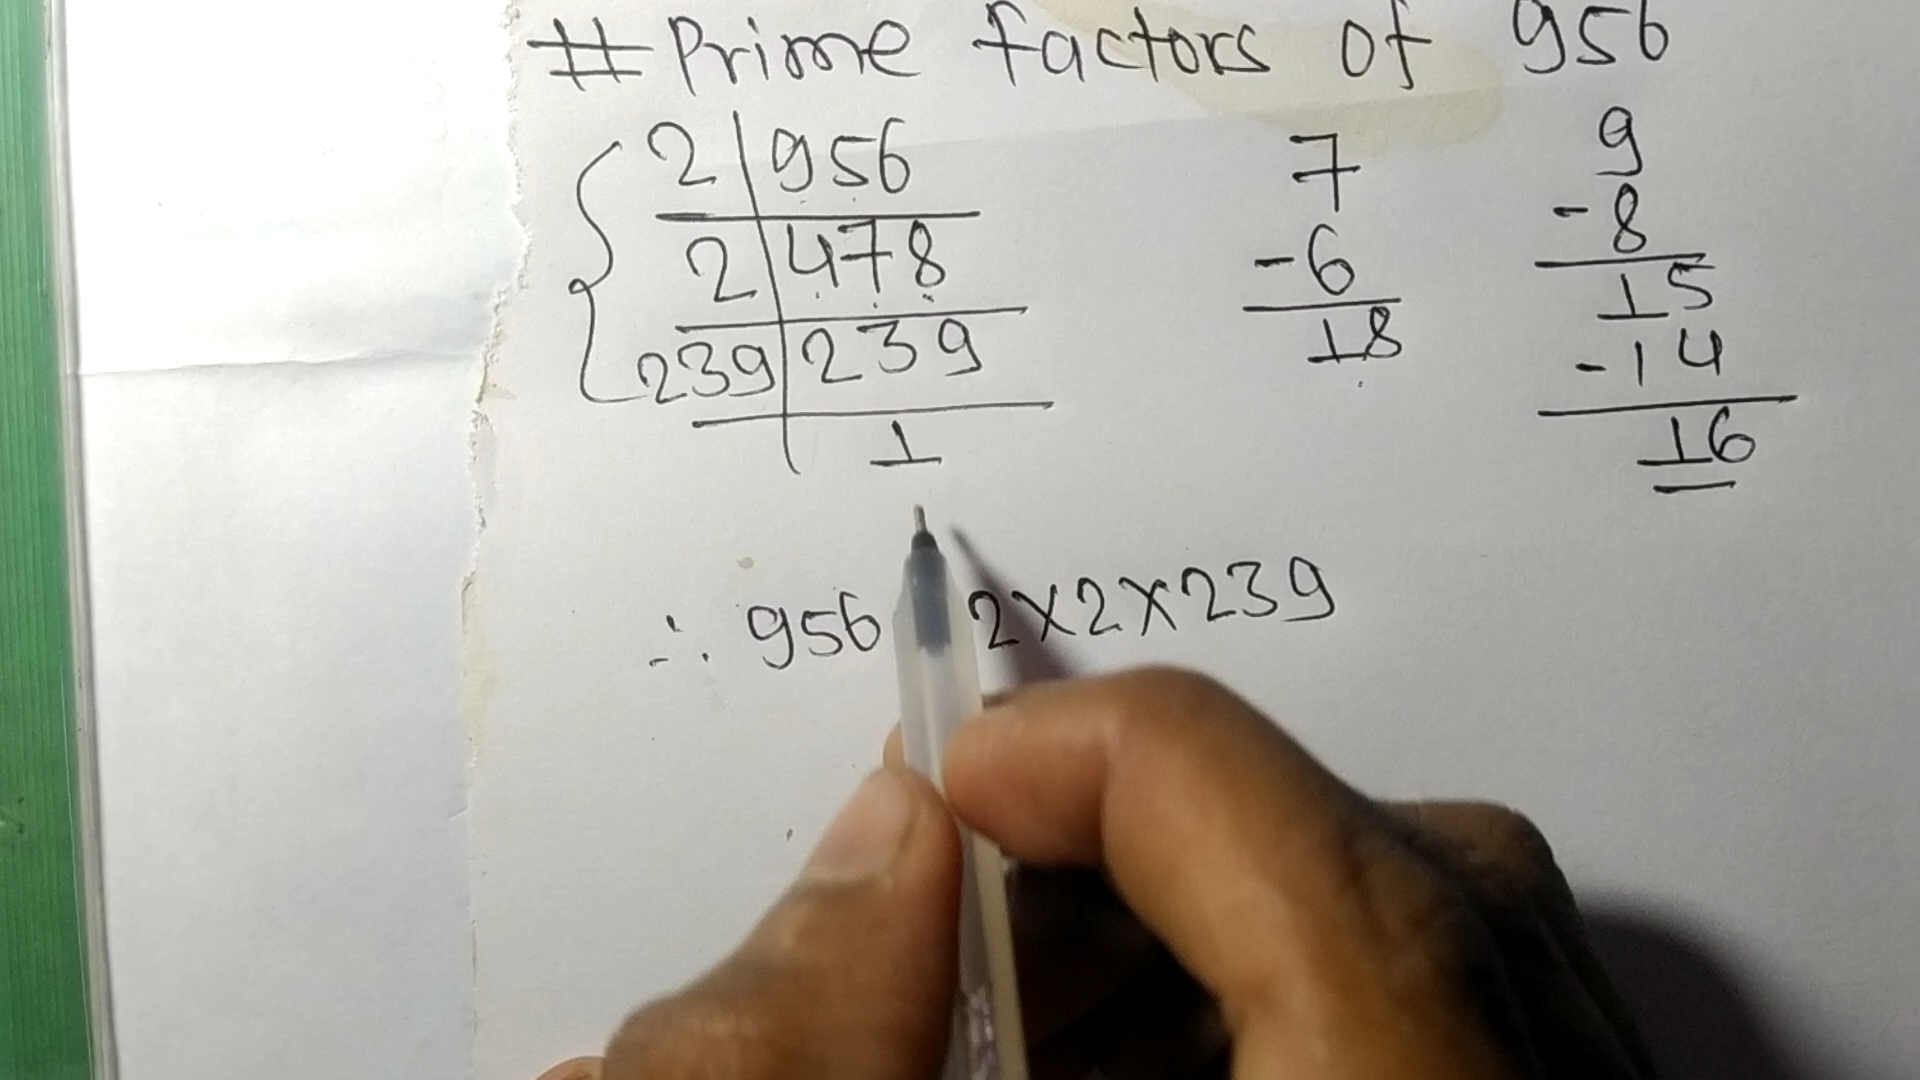 # Prime factors of 956
2 | 956
2 | 478
239 | 239
1
7
-6
18
9
-8
15
-14
16
∴ 956 2×2×239